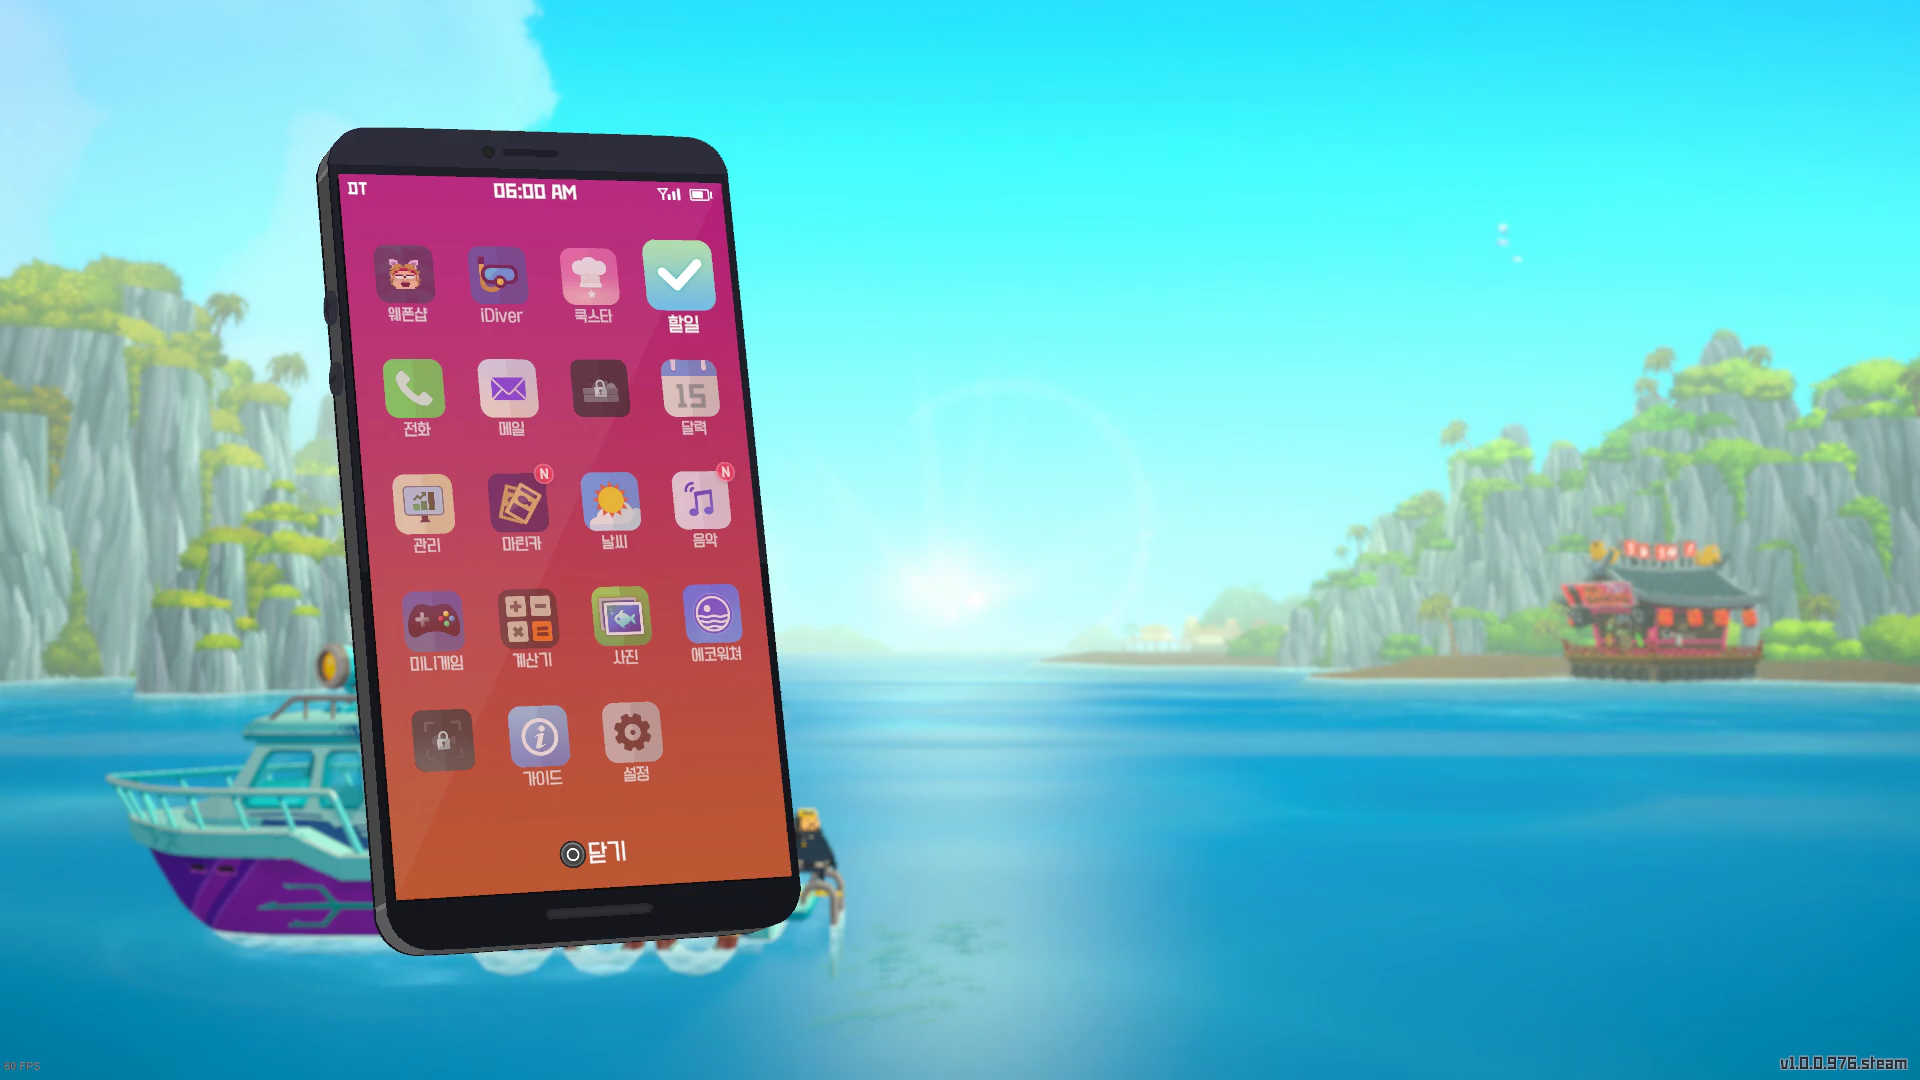 DT 06:00 AM
웨폰샵 iDiver 쿡스타 할일
전화 메일 15 달력
N N
관리 마린카 날씨 음악
미니게임 계산기 사진 에코워쳐
가이드 설정
닫기
60 FPS
v1.0.0.976.steam